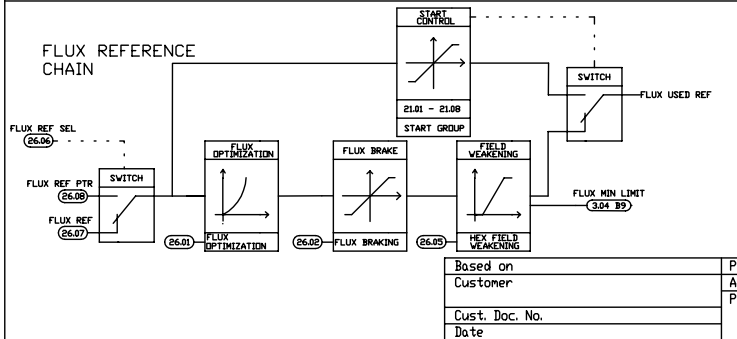 START
CONTROL
FLUX REFERENCE
CHAIN
21.01 - 21.08
START GROUP
SWITCH
FLUX USED REF
FLUX REF SEL
26.06
SWITCH
FLUX REF PTR
26.08
FLUX REF
26.07
FLUX
OPTIMIZATION
26.01
FLUX
OPTIMIZATION
FLUX BRAKE
26.02
FLUX BRAKING
FIELD
WEAKENING
26.05
HEX FIELD
WEAKENING
FLUX MIN LIMIT
3.04 B9
Based on
P
Customer
A
P
Cust. Doc. No.
Date